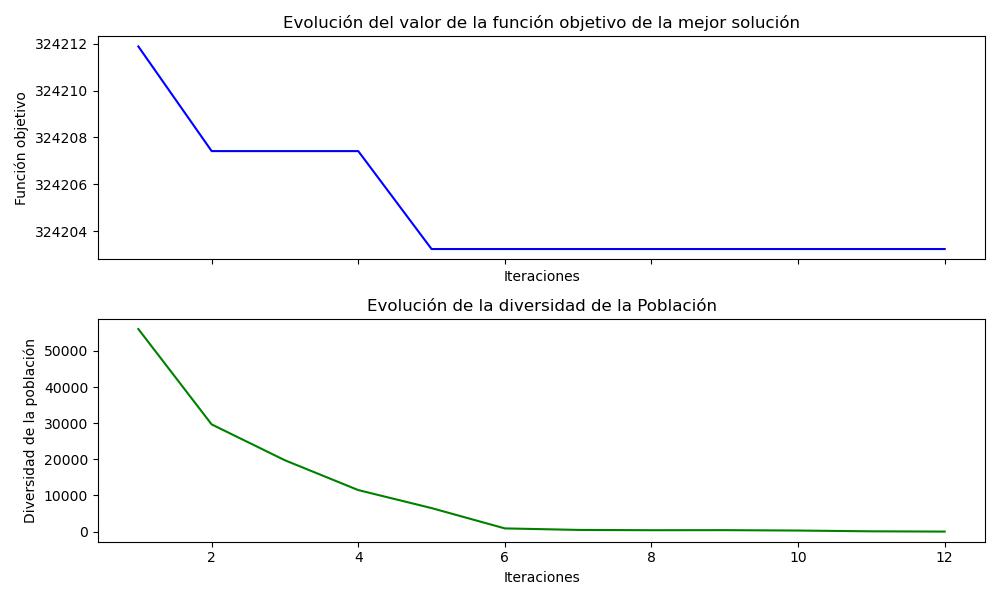 Evolución del valor de la función objetivo de la mejor solución
Función objetivo
324212
324210
324208
324206
324204
Iteraciones
Evolución de la diversidad de la Población
Diversidad de la población
50000
40000
30000
20000
10000
0
2 4 6 8 10 12
Iteraciones